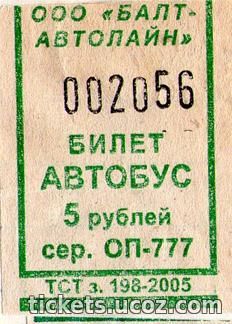 ООО «БАЛТ-
АВТОЛАЙН»
002056
БИЛЕТ
АВТОБУС
5 рублей
сер. ОП-777
ТСТ з. 198-2005
tickets.ucoz.com